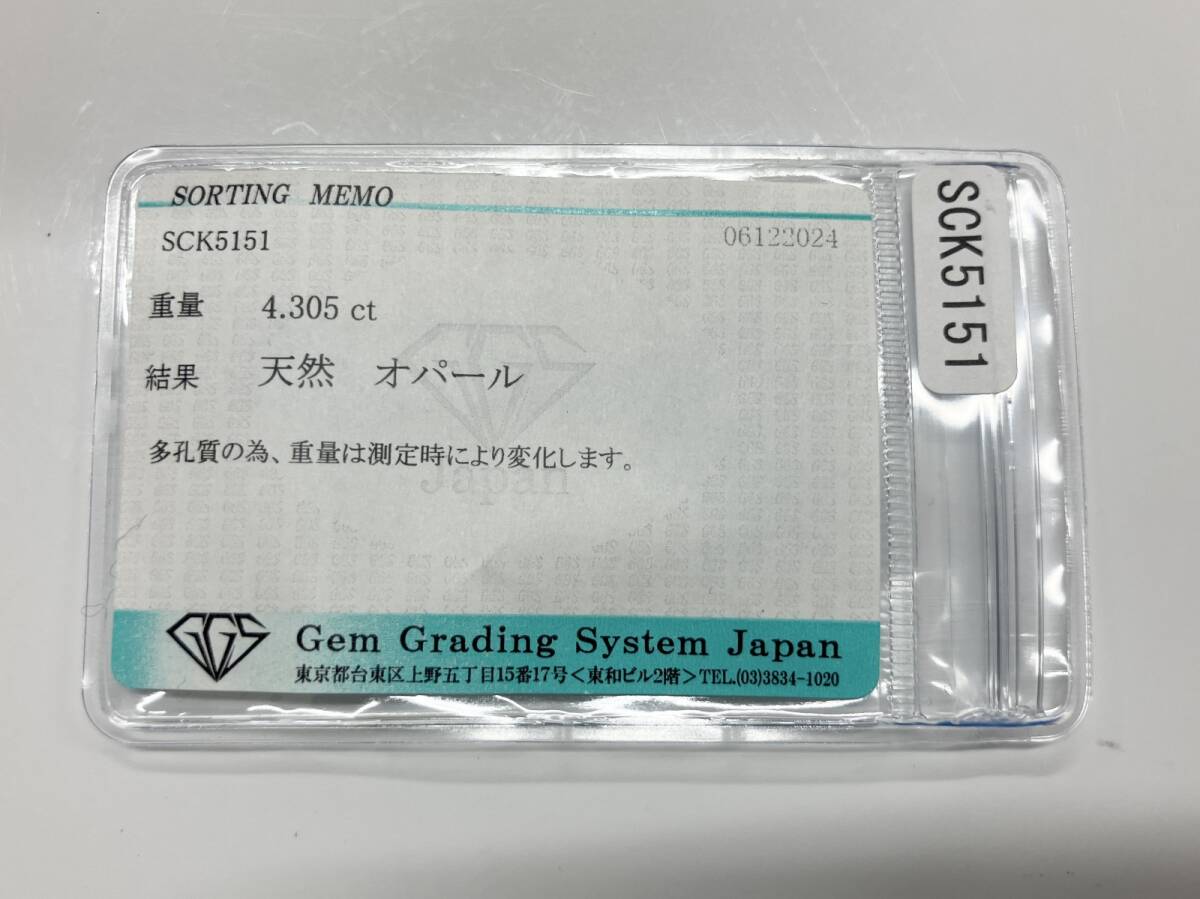 SORTING MEMO
SCK5151 06122024
重量 4.305 ct
結果 天然 オパール
多孔質の為、重量は測定時により変化します。
Japan
GGS Gem Grading System Japan
東京都台東区上野五丁目15番17号<東和ビル2階>TEL.(03)3834-1020
SCK5151